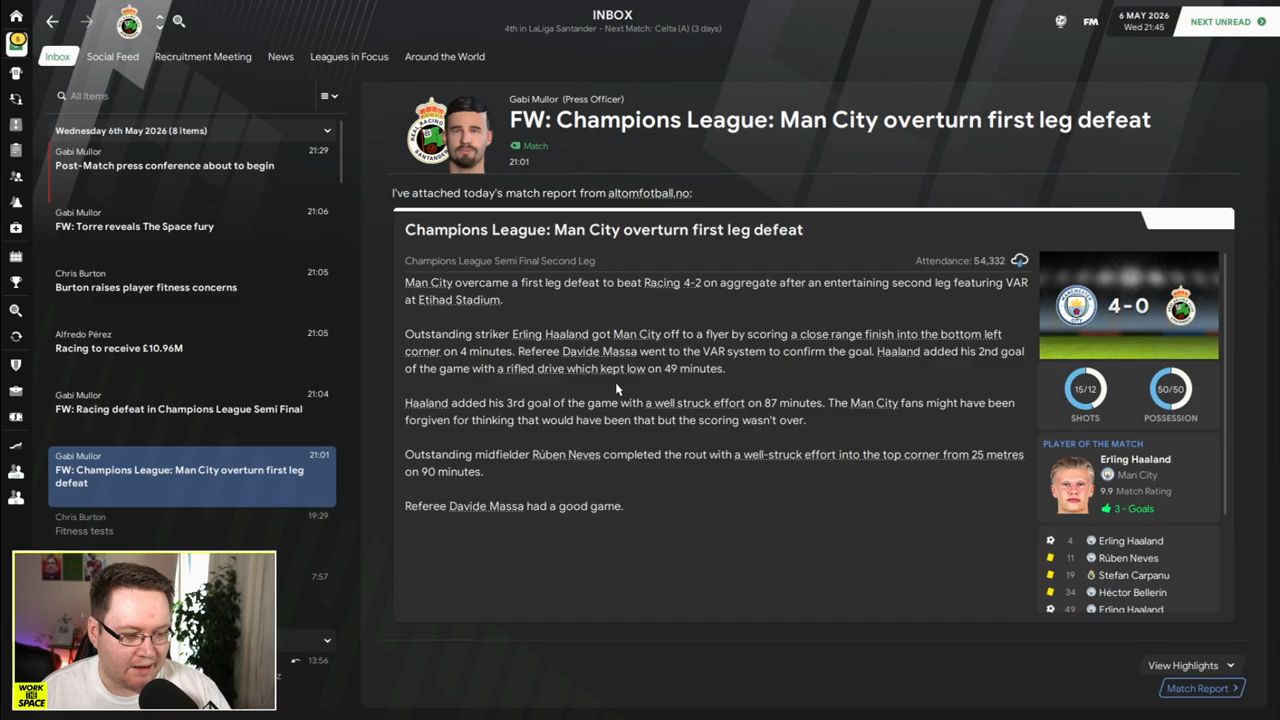 INBOX
4th in LaLiga Santander - Next Match: Celta (A) (3 days)
FM
6 MAY 2026
Wed 21:45
NEXT UNREAD
5
Inbox
Social Feed
Recruitment Meeting
News
Leagues in Focus
Around the World
All Items
Wednesday 6th May 2026 (8 items)
Gabi Mullor 21:29
Post-Match press conference about to begin
Gabi Mullor 21:06
FW: Torre reveals The Space fury
Chris Burton 21:05
Burton raises player fitness concerns
Alfredo Pérez 21:05
Racing to receive £10.96M
Gabi Mullor 21:04
FW: Racing defeat in Champions League Semi Final
Gabi Mullor 21:01
FW: Champions League: Man City overturn first leg
defeat
Chris Burton 19:29
Fitness tests
7:57
13:56
WORK
THE
SPACE
Gabi Mullor (Press Officer)
FW: Champions League: Man City overturn first leg defeat
Match
21:01
I've attached today's match report from altomfotball.no:
Champions League: Man City overturn first leg defeat
Champions League Semi Final Second Leg
Attendance: 54,332
Man City overcame a first leg defeat to beat Racing 4-2 on aggregate after an entertaining second leg featuring VAR
at Etihad Stadium.
Outstanding striker Erling Haaland got Man City off to a flyer by scoring a close range finish into the bottom left
corner on 4 minutes. Referee Davide Massa went to the VAR system to confirm the goal. Haaland added his 2nd goal
of the game with a rifled drive which kept low on 49 minutes.
Haaland added his 3rd goal of the game with a well struck effort on 87 minutes. The Man City fans might have been
forgiven for thinking that would have been that but the scoring wasn't over.
Outstanding midfielder Rúben Neves completed the rout with a well-struck effort into the top corner from 25 metres
on 90 minutes.
Referee Davide Massa had a good game.
4-0
15/12
SHOTS
50/50
POSSESSION
PLAYER OF THE MATCH
Erling Haaland
Man City
9.9 Match Rating
3 - Goals
4 Erling Haaland
11 Rúben Neves
19 Stefan Carpanu
34 Héctor Bellerín
49 Erling Haaland
View Highlights
Match Report